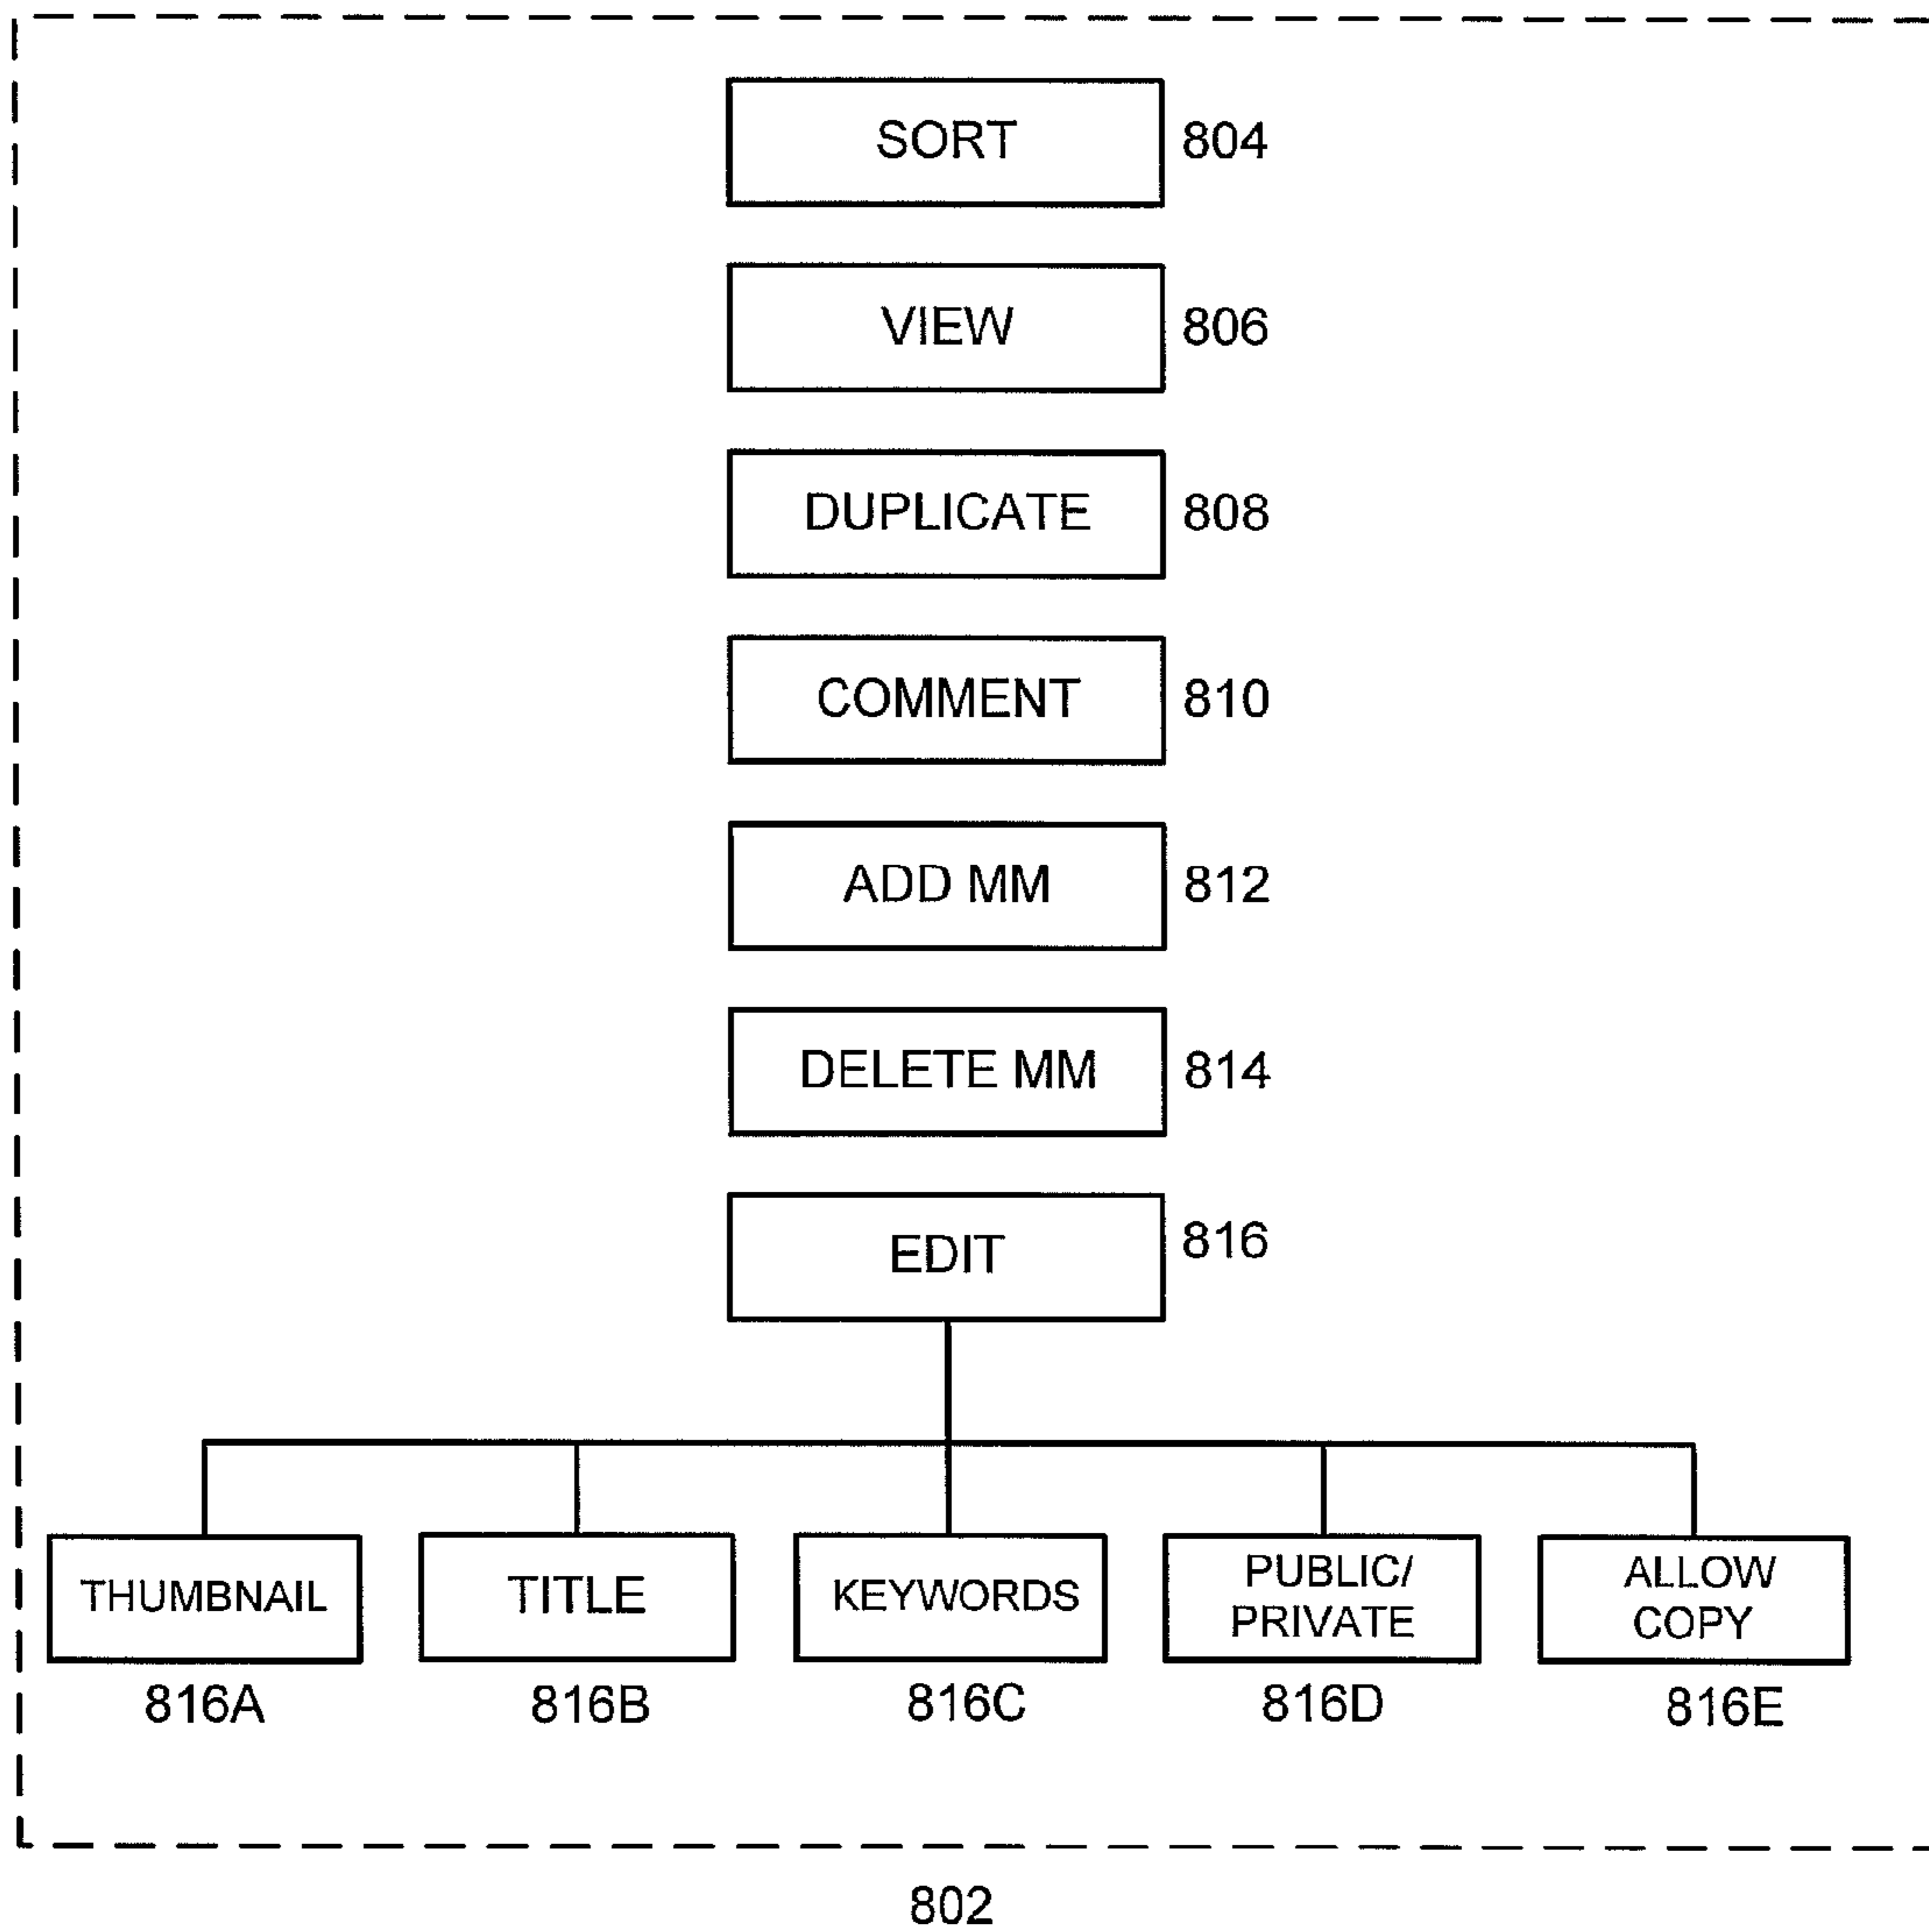 SORT 804
VIEW 806
DUPLICATE 808
COMMENT 810
ADD MM 812
DELETE MM 814
EDIT 816
THUMBNAIL TITLE KEYWORDS PUBLIC/ PRIVATE ALLOW COPY
816A 816B 816C 816D 816E
802